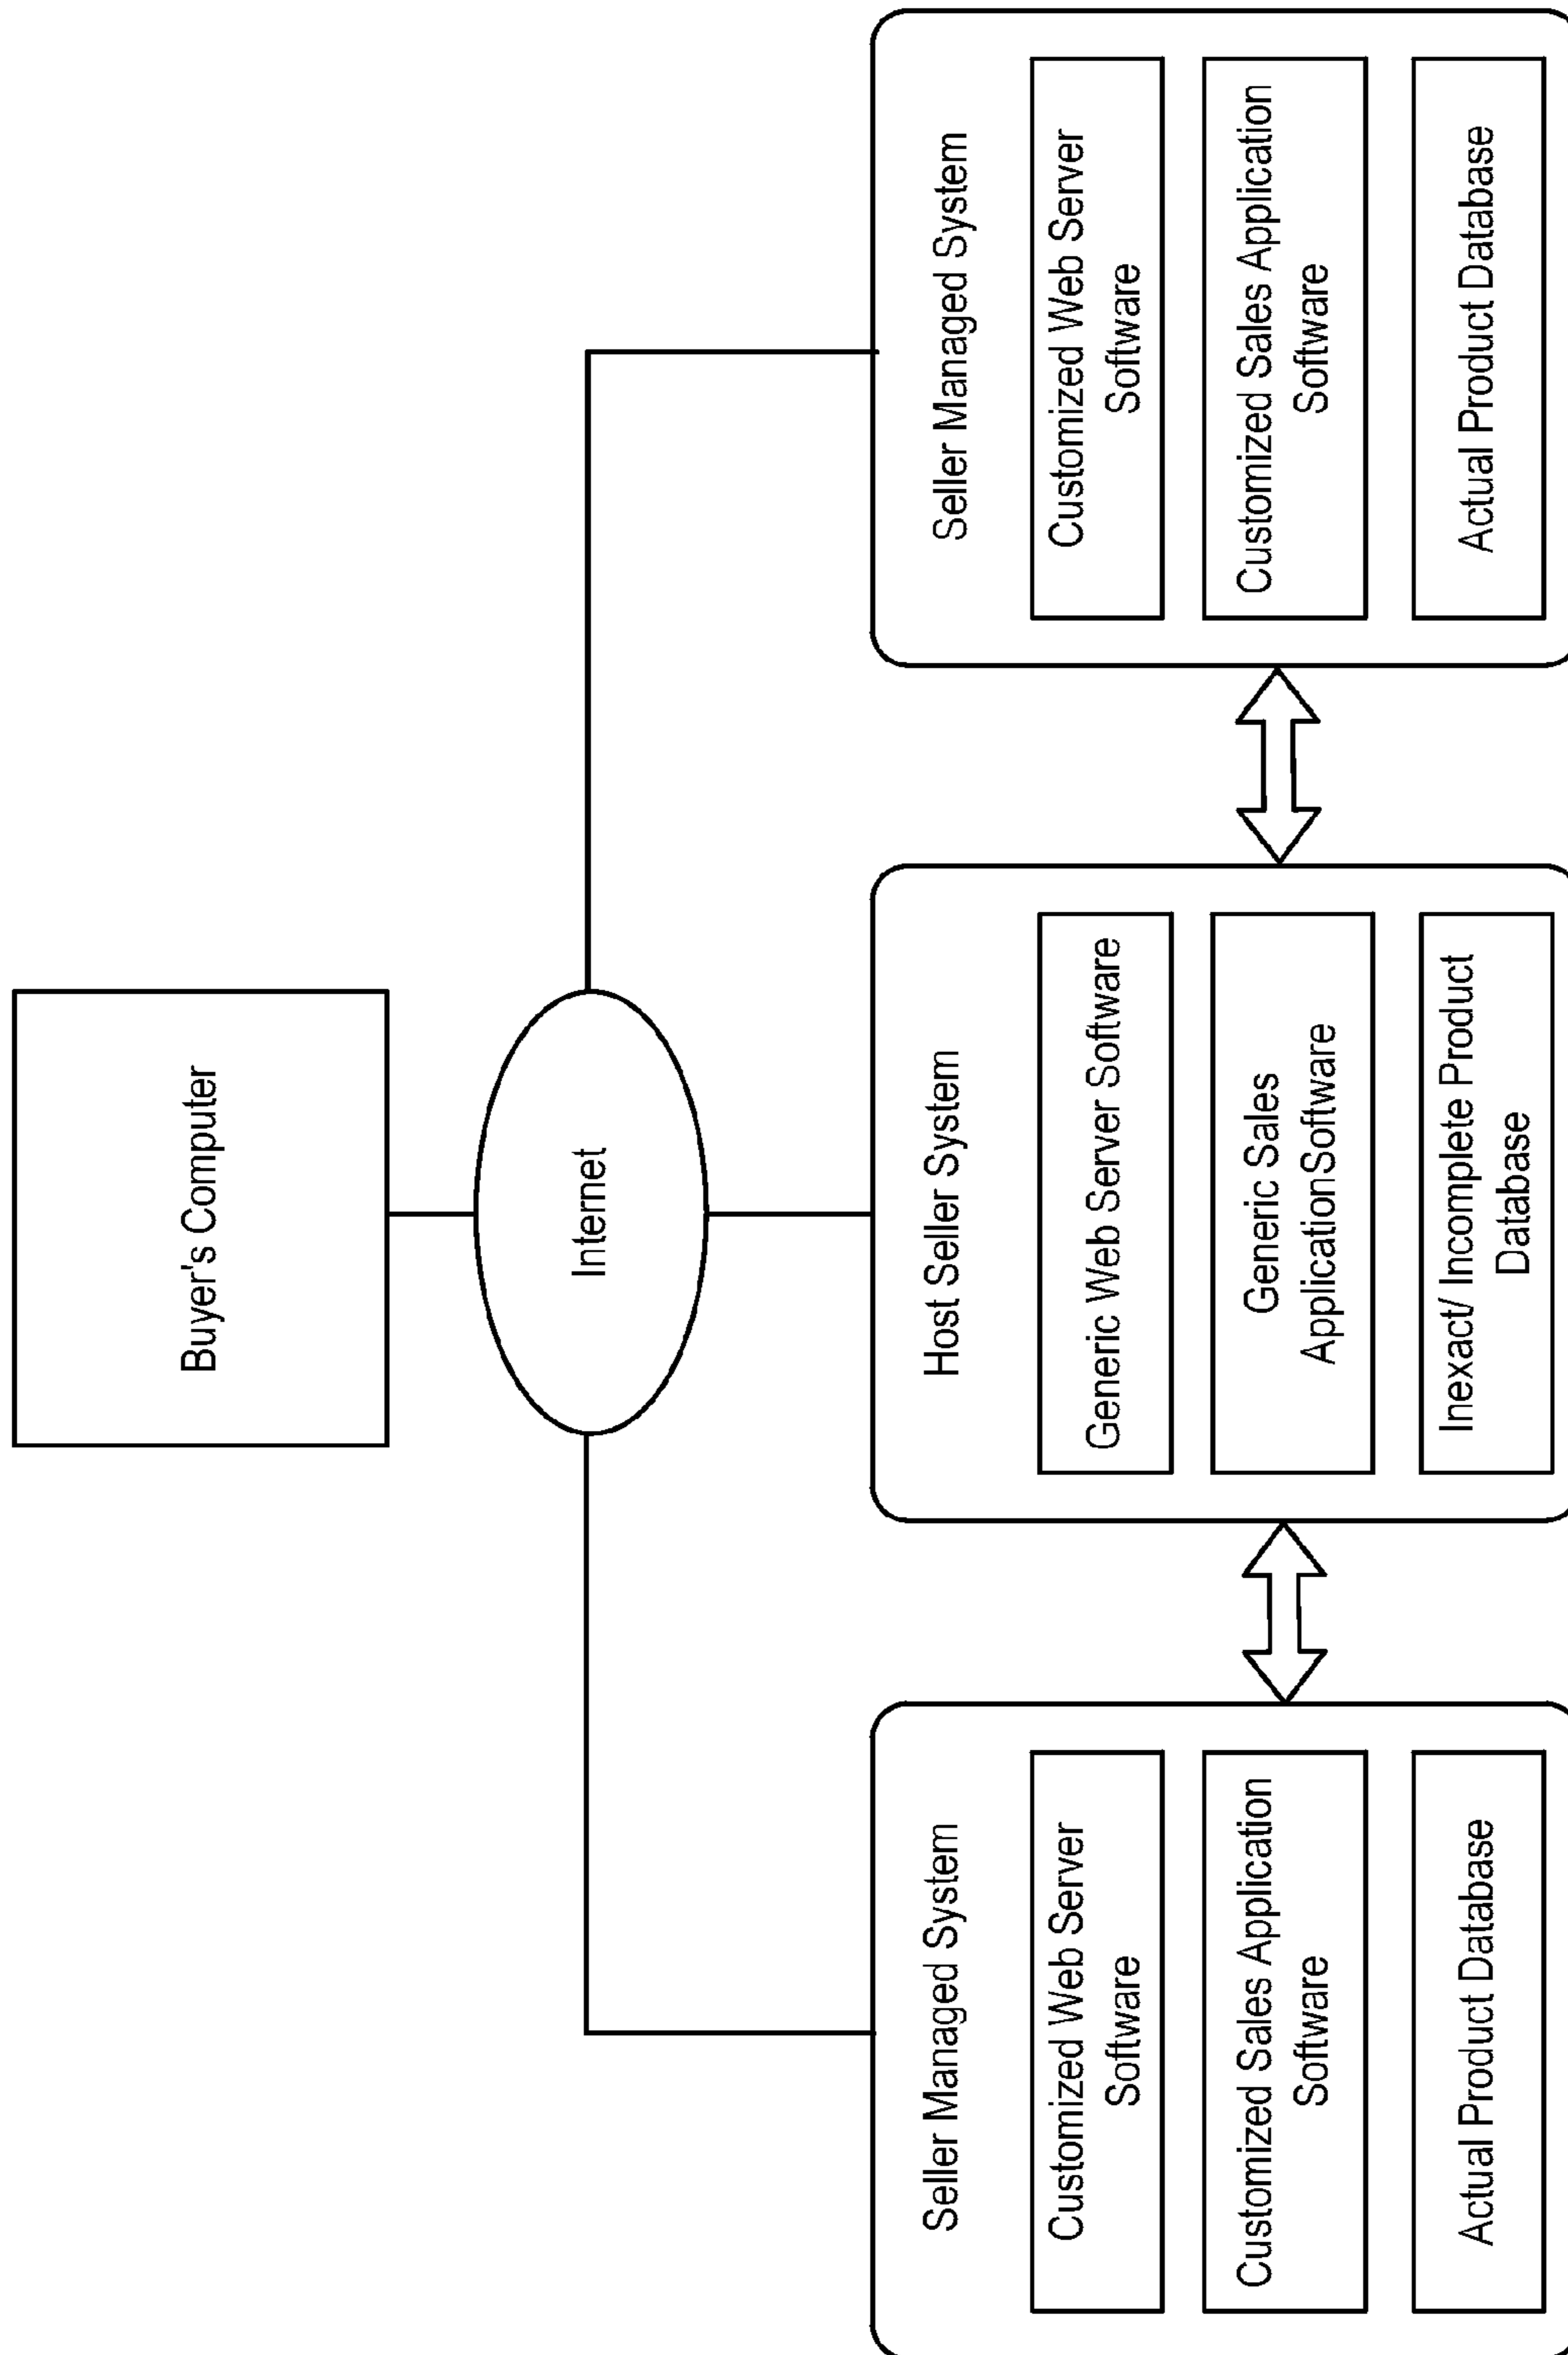 Buyer's Computer
Internet
Seller Managed System
Customized Web Server
Software
Customized Sales Application
Software
Actual Product Database
Host Seller System
Generic Web Server Software
Generic Sales
ApplicationSoftware
Inexact/ Incomplete Product
Database
Seller Managed System
Customized Web Server
Software
Customized Sales Application
Software
Actual Product Database